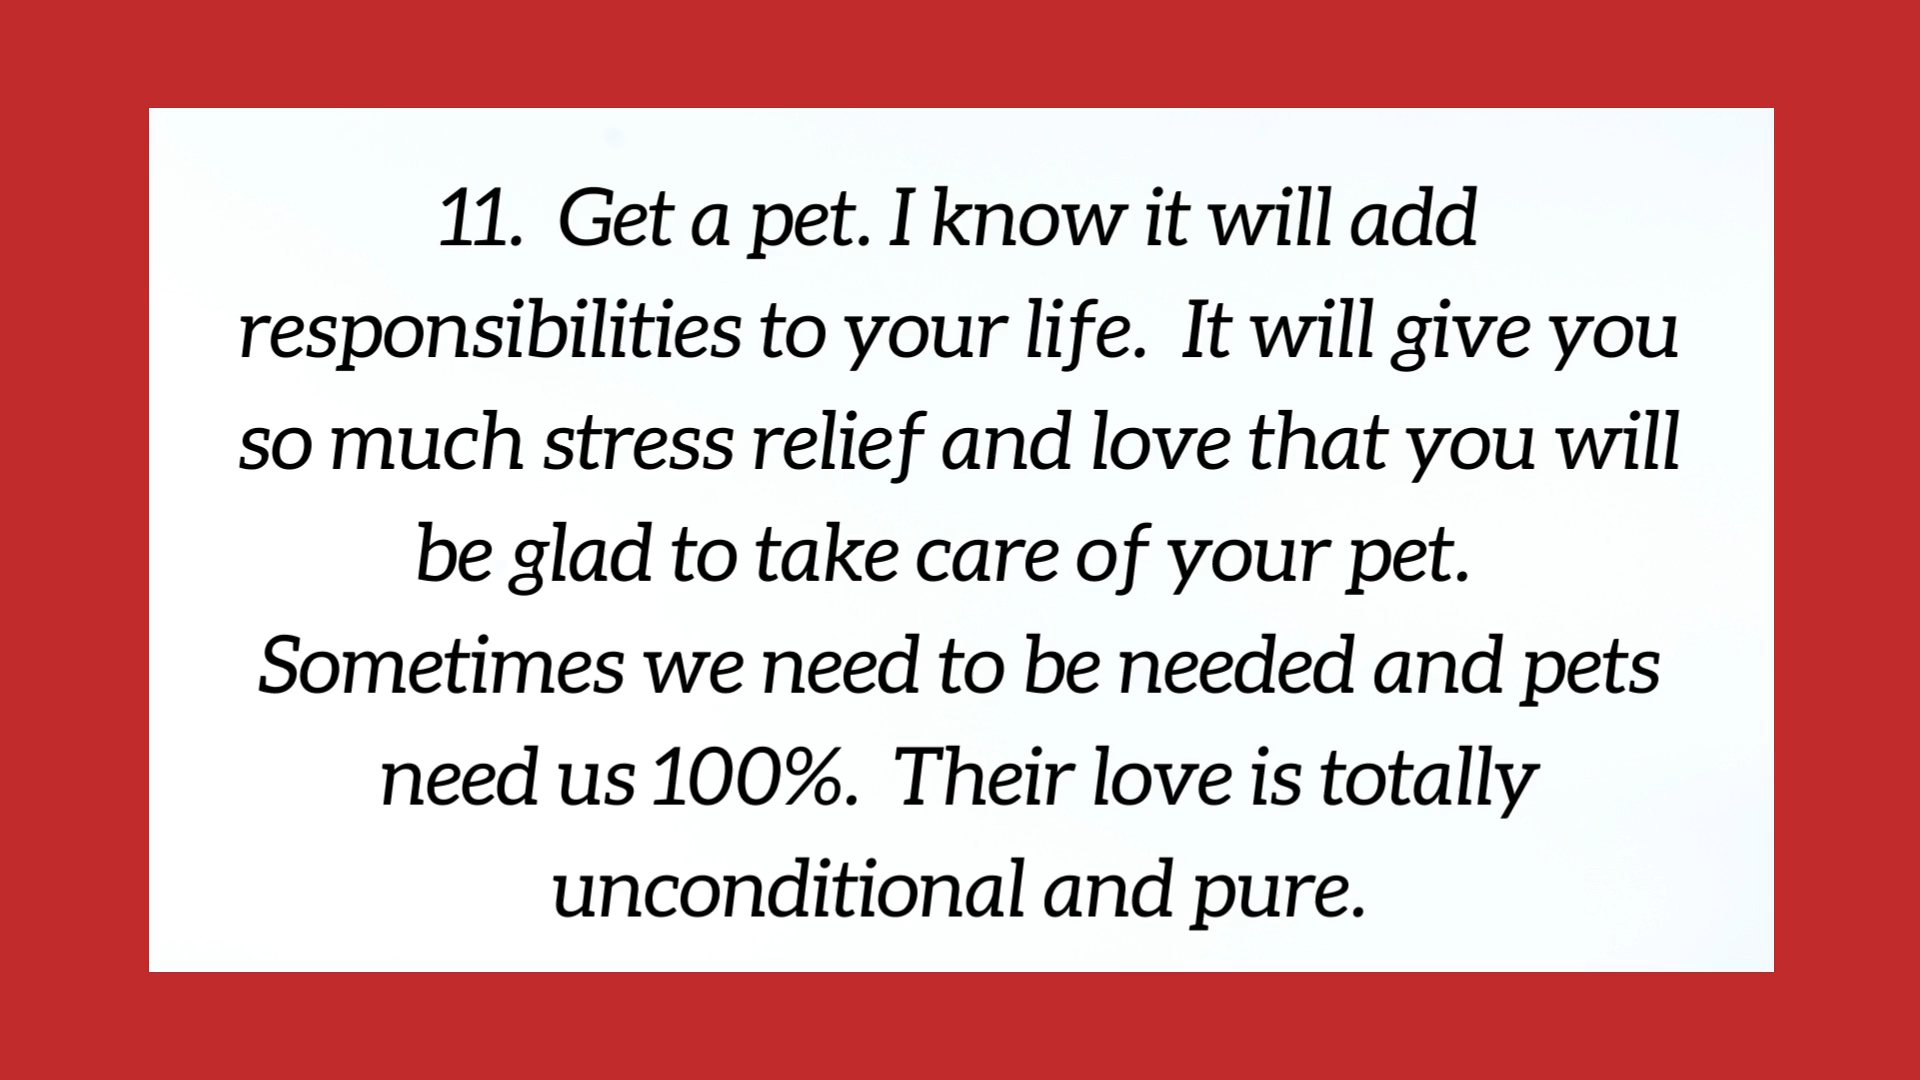 11.  Get a pet. I know it will add
responsibilities to your life.  It will give you
so much stress relief and love that you will
be glad to take care of your pet.
Sometimes we need to be needed and pets
need us 100%.  Their love is totally
unconditional and pure.